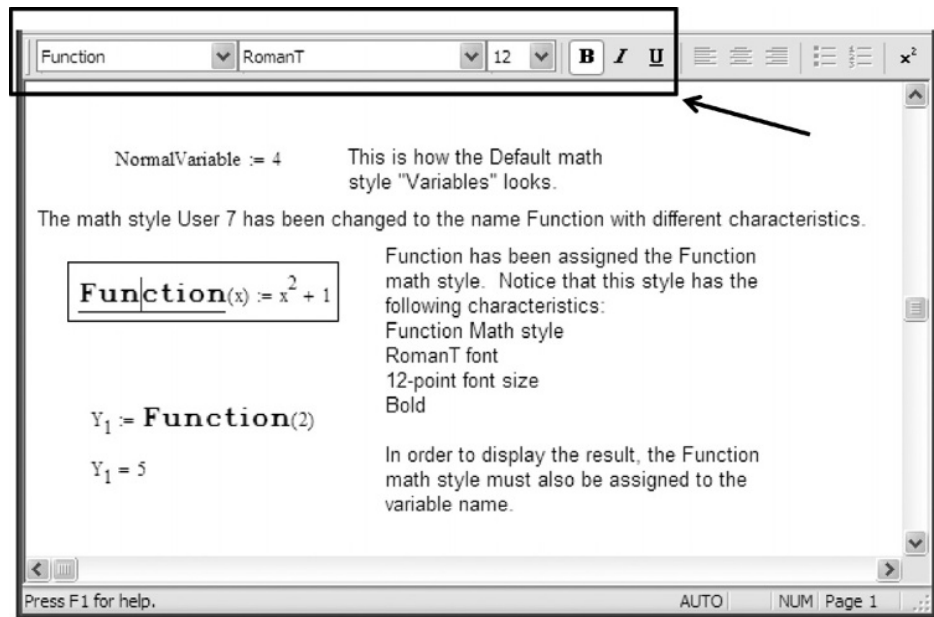 Function RomanT 12 B I U x²
NormalVariable := 4
This is how the Default math
style "Variables" looks.
The math style User 7 has been changed to the name Function with different characteristics.
Function(x) := x² + 1
Function has been assigned the Function
math style. Notice that this style has the
following characteristics:
Function Math style
RomanT font
12-point font size
Bold
Y₁ := Function(2)
Y₁ = 5
In order to display the result, the Function
math style must also be assigned to the
variable name.
Press F1 for help. AUTO NUM Page 1